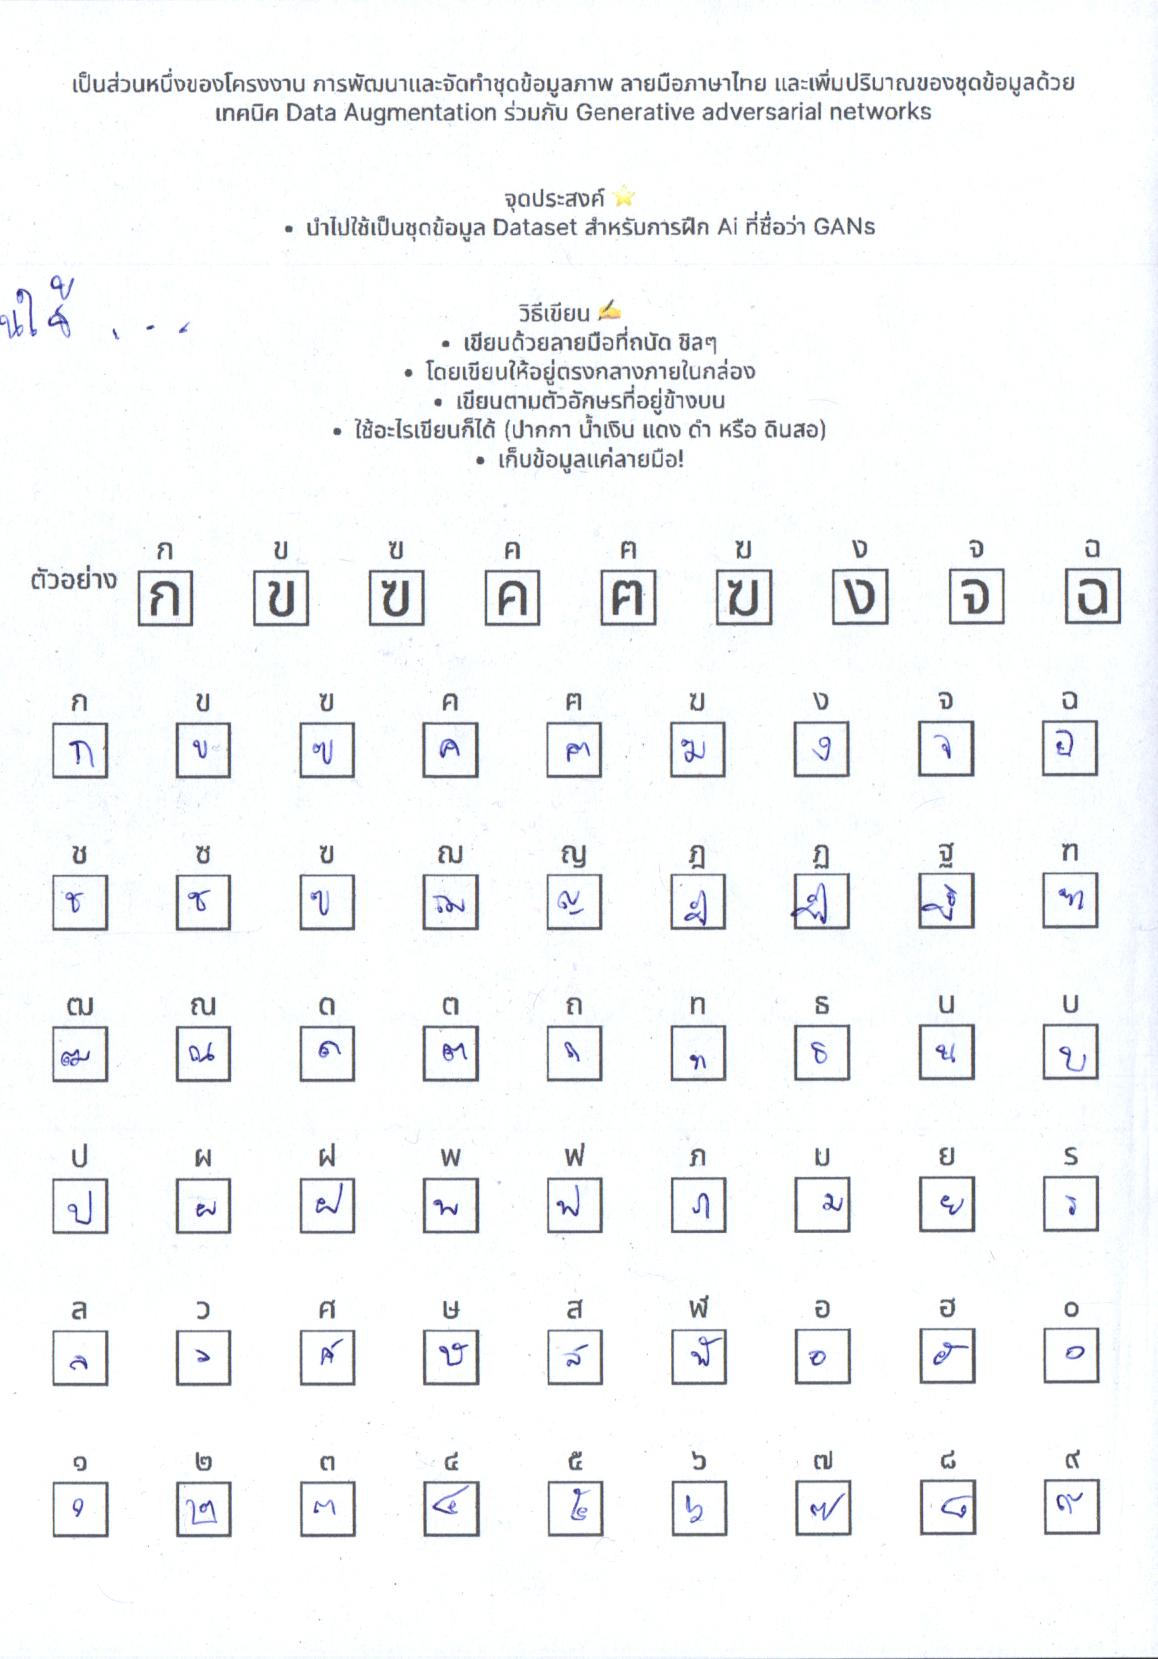 เป็นส่วนหนึ่งของโครงงาน การพัฒนาและจัดทำชุดข้อมูลภาพ ลายมือภาษาไทย และเพิ่มปริมาณของชุดข้อมูลด้วย
เทคนิค Data Augmentation ร่วมกับ Generative adversarial networks
จุดประสงค์ ⭐
• นำไปใช้เป็นชุดข้อมูล Dataset สำหรับการฝึก Ai ที่ชื่อว่า GANs
วิธีเขียน ✍️
• เขียนด้วยลายมือที่ถนัด ชิลๆ
• โดยเขียนให้อยู่ตรงกลางภายในกล่อง
• เขียนตามตัวอักษรที่อยู่ข้างบน
• ใช้อะไรเขียนก็ได้ (ปากกา น้ำเงิน แดง ดำ หรือ ดินสอ)
• เก็บข้อมูลแค่ลายมือ!
ก ข ฃ ค ฅ ฆ ง จ ฉ
ตัวอย่าง ก ข ฃ ค ฅ ฆ ง จ ฉ
ก ข ฃ ค ฅ ฆ ง จ ฉ
ก ข ฃ ค ฅ ฆ ง จ ฉ
ช ซ ฃ ฌ ญ ฎ ฏ ฐ ฑ
ช ซ ฃ ฌ ญ ฎ ฏ ฐ ฑ
ฒ ณ ด ต ถ ท ธ น บ
ฒ ณ ด ต ถ ท ธ น บ
ป ผ ฝ พ ฟ ภ ม ย ร
ป ผ ฝ พ ฟ ภ ม ย ร
ล ว ศ ษ ส ฬ อ ฮ ๐
ล ว ศ ษ ส ฬ อ ฮ ๐
๑ ๒ ๓ ๔ ๕ ๖ ๗ ๘ ๙
๑ ๒ ๓ ๔ ๕ ๖ ๗ ๘ ๙